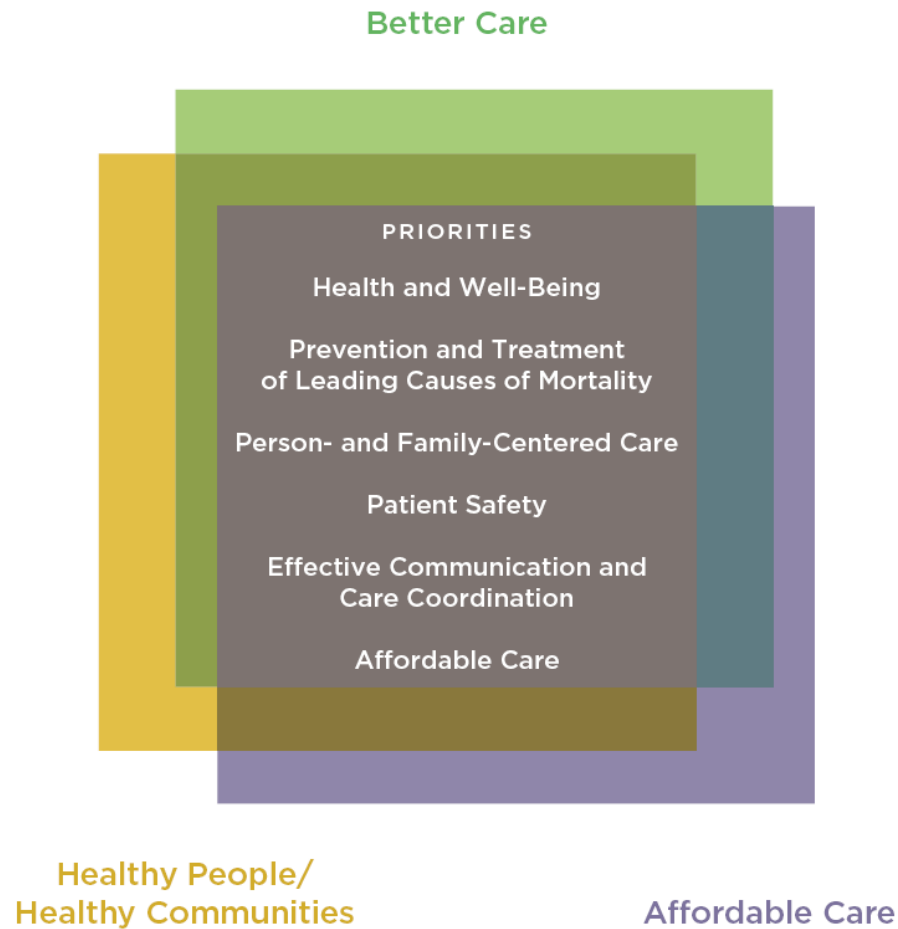 Better Care
PRIORITIES
Health and Well-Being
Prevention and Treatment
of Leading Causes of Mortality
Person- and Family-Centered Care
Patient Safety
Effective Communication and
Care Coordination
Affordable Care
Healthy People/
Healthy Communities
Affordable Care